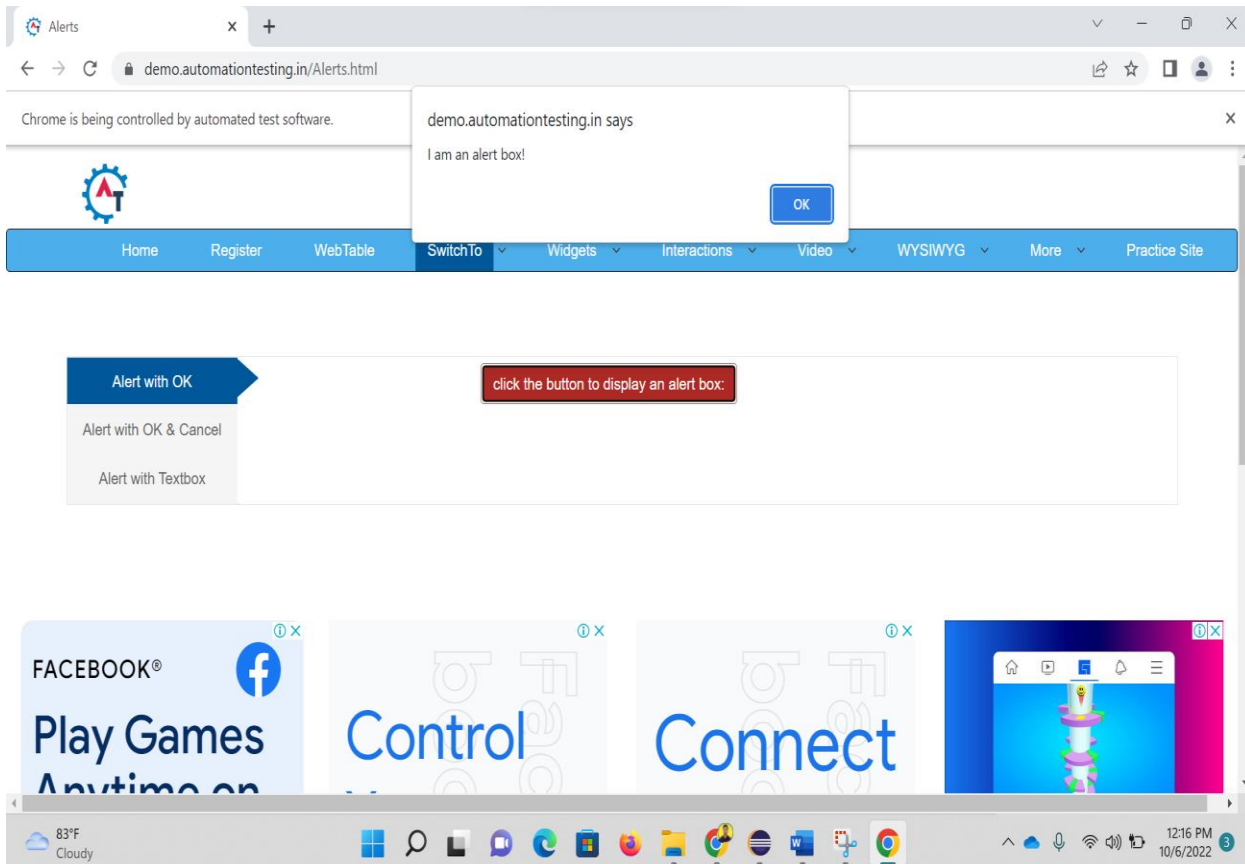 Alerts
demo.automationtesting.in/Alerts.html
Chrome is being controlled by automated test software.
demo.automationtesting.in says
I am an alert box!
OK
AT
Home Register WebTable SwitchTo Widgets Interactions Video WYSIWYG More Practice Site
Alert with OK
click the button to display an alert box:
Alert with OK & Cancel
Alert with Textbox
FACEBOOK®
Play Games
Anytime on
Control
Connect
83°F
Cloudy
12:16 PM
10/6/2022
3